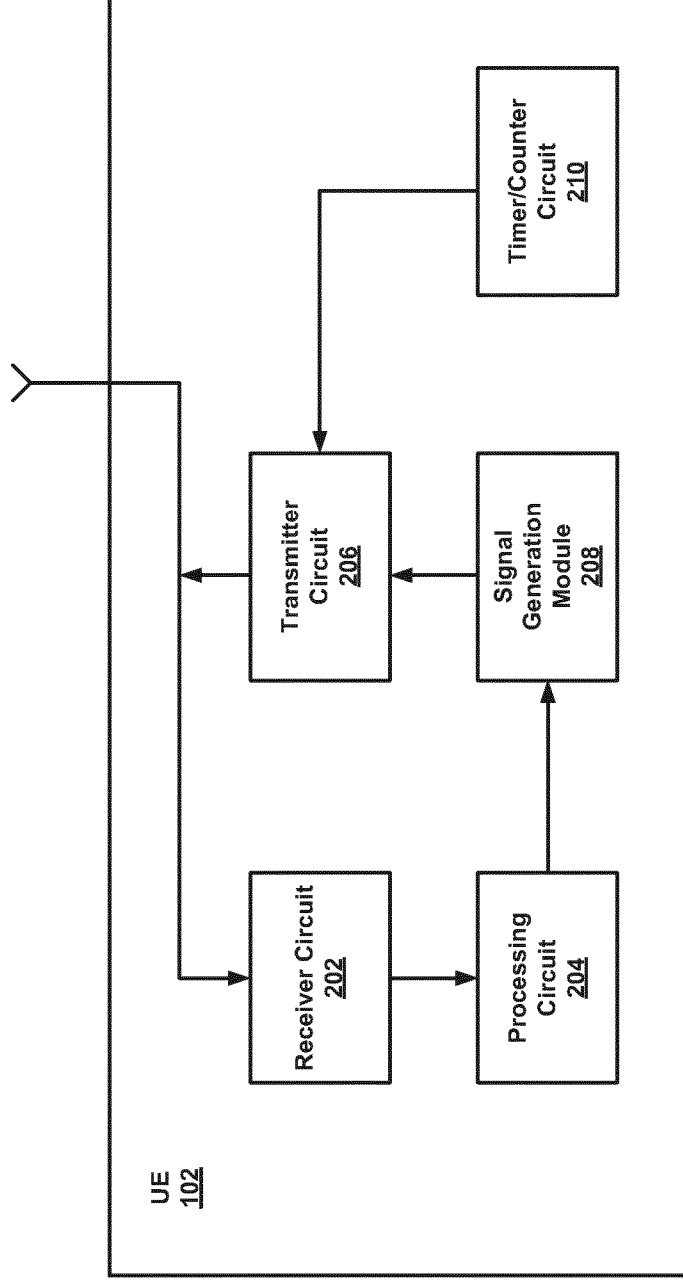 UE
102
Receiver Circuit
202
Transmitter
Circuit
206
Processing
Circuit
204
Signal
Generation
Module
208
Timer/Counter
Circuit
210